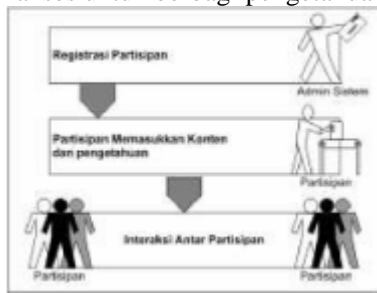 Registrasi Partisipan
Admin Sistem
Partisipan Memasukkan Konten
dan pengetahuan
Partisipan
Interaksi Antar Partisipan
Partisipan
Partisipan